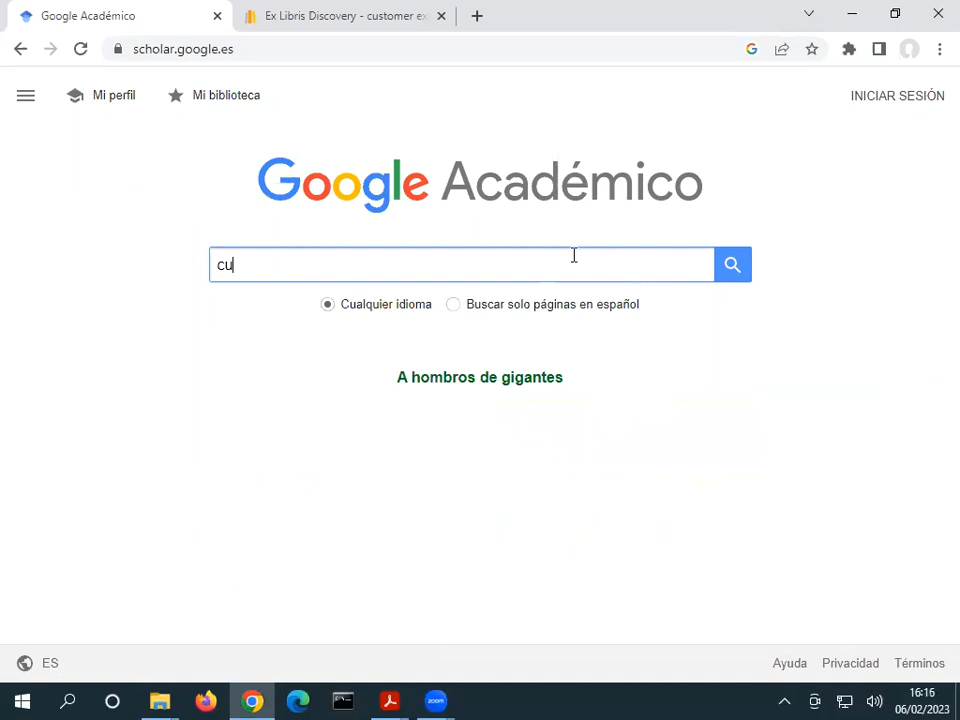 Google Académico
Ex Libris Discovery - customer ex
scholar.google.es
Mi perfil
Mi biblioteca
INICIAR SESIÓN
Google Académico
cu
Cualquier idioma
Buscar solo páginas en español
A hombros de gigantes
ES
Ayuda
Privacidad
Términos
zoom
16:16
06/02/2023